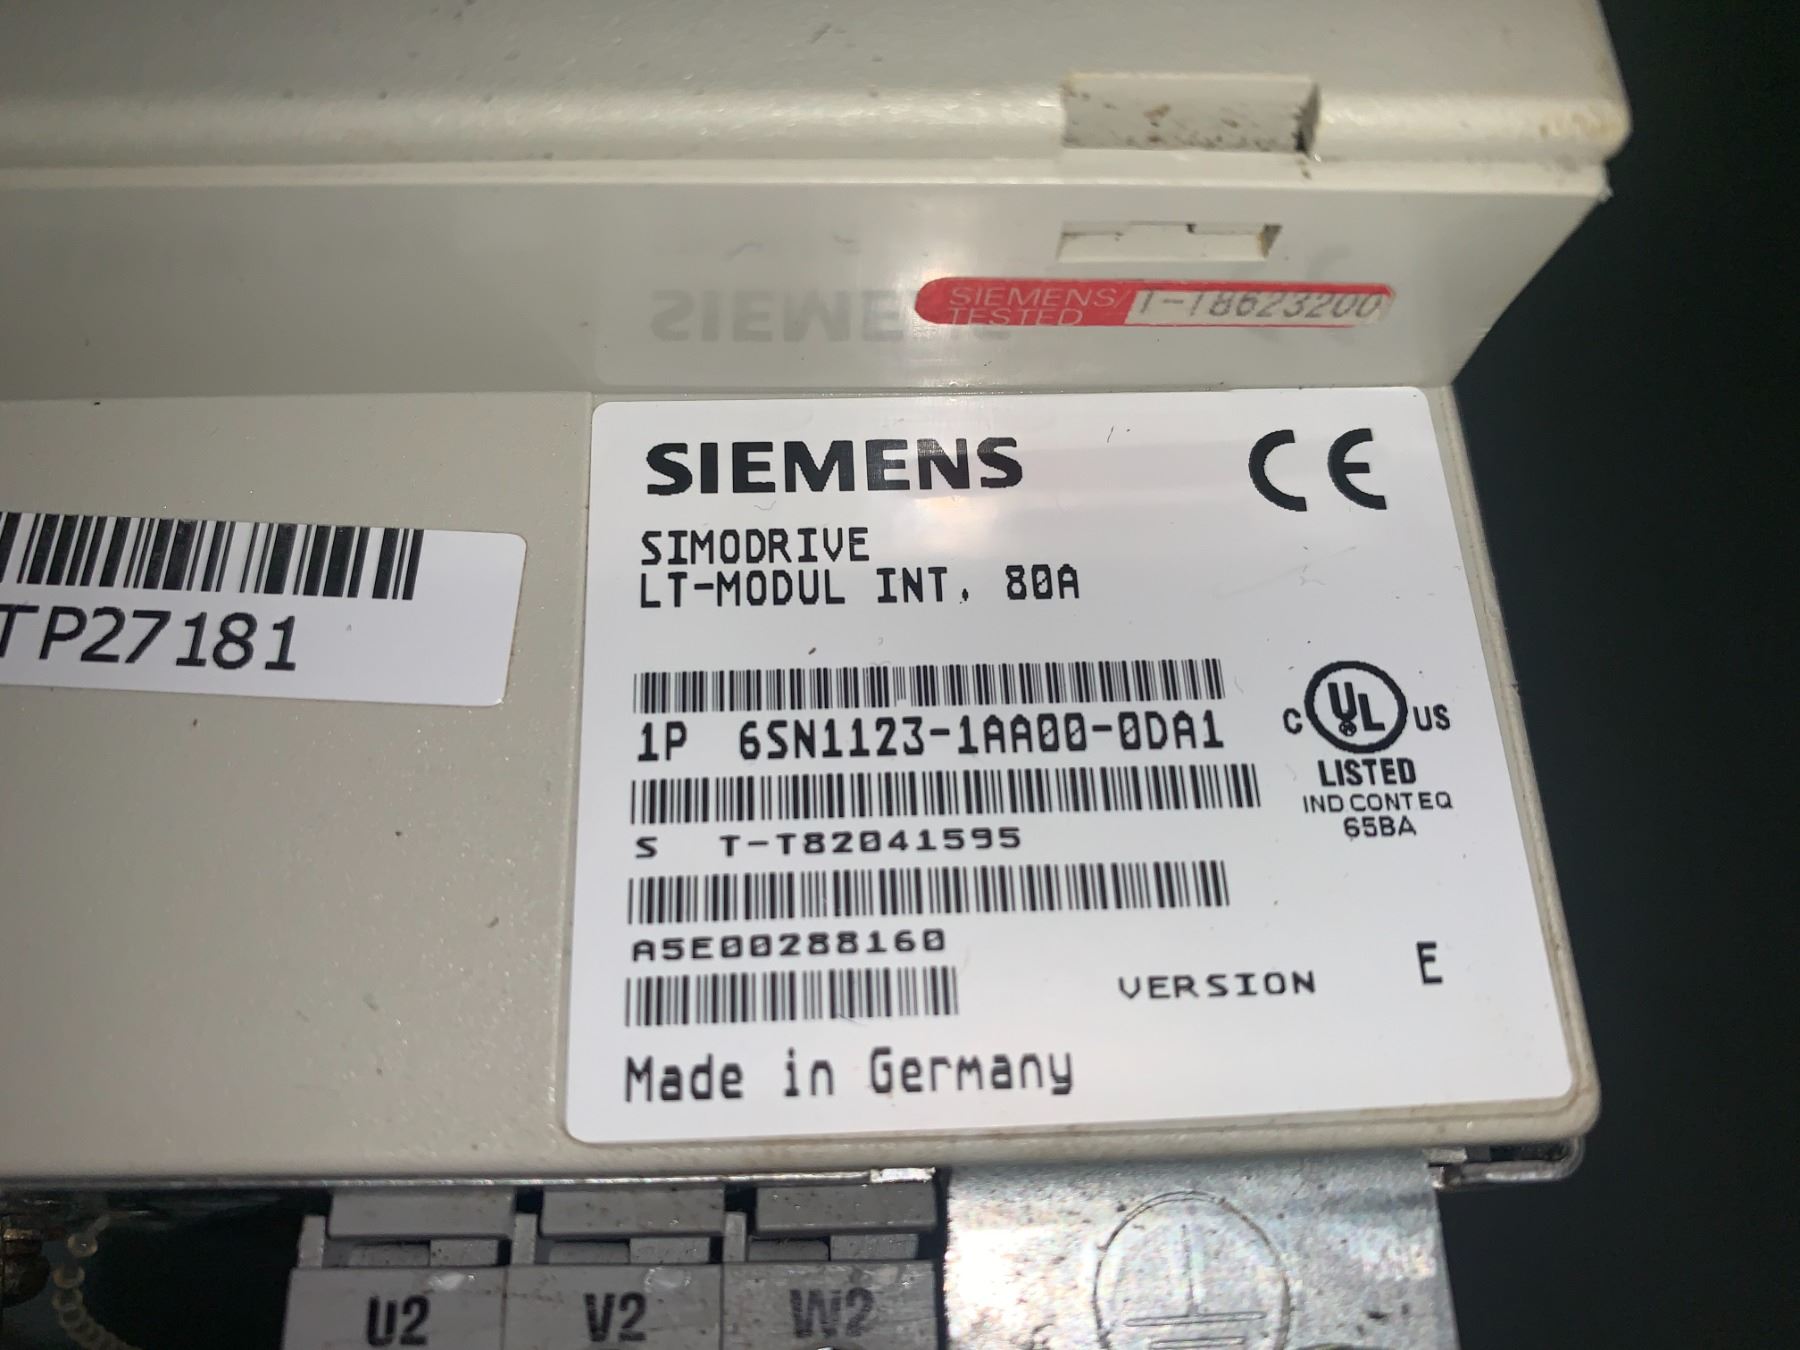 SIEMENS/
TESTED
T-T8623200
SIEMENS
CE
SIMODRIVE
LT-MODUL INT. 80A
1P 6SN1123-1AA00-0DA1
C UL US
LISTED
IND CONT EQ
65BA
S T-T82041595
A5E00288160
VERSION E
Made in Germany
TP27181
U2
V2
W2